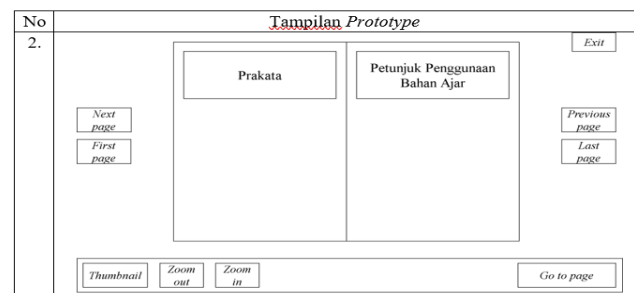 No
Tampilan Prototype
2.
Exit
Prakata
Petunjuk Penggunaan
Bahan Ajar
Next
page
Previous
page
First
page
Last
page
Thumbnail
Zoom
out
Zoom
in
Go to page